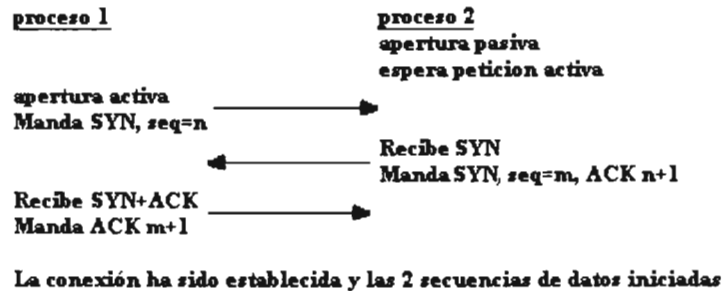 proceso 1
proceso 2
apertura pasiva
espera peticion activa
apertura activa
Manda SYN, seq=n
Recibe SYN
Manda SYN, seq=m, ACK n+1
Recibe SYN+ACK
Manda ACK m+1
La conexión ha sido establecida y las 2 secuencias de datos iniciadas